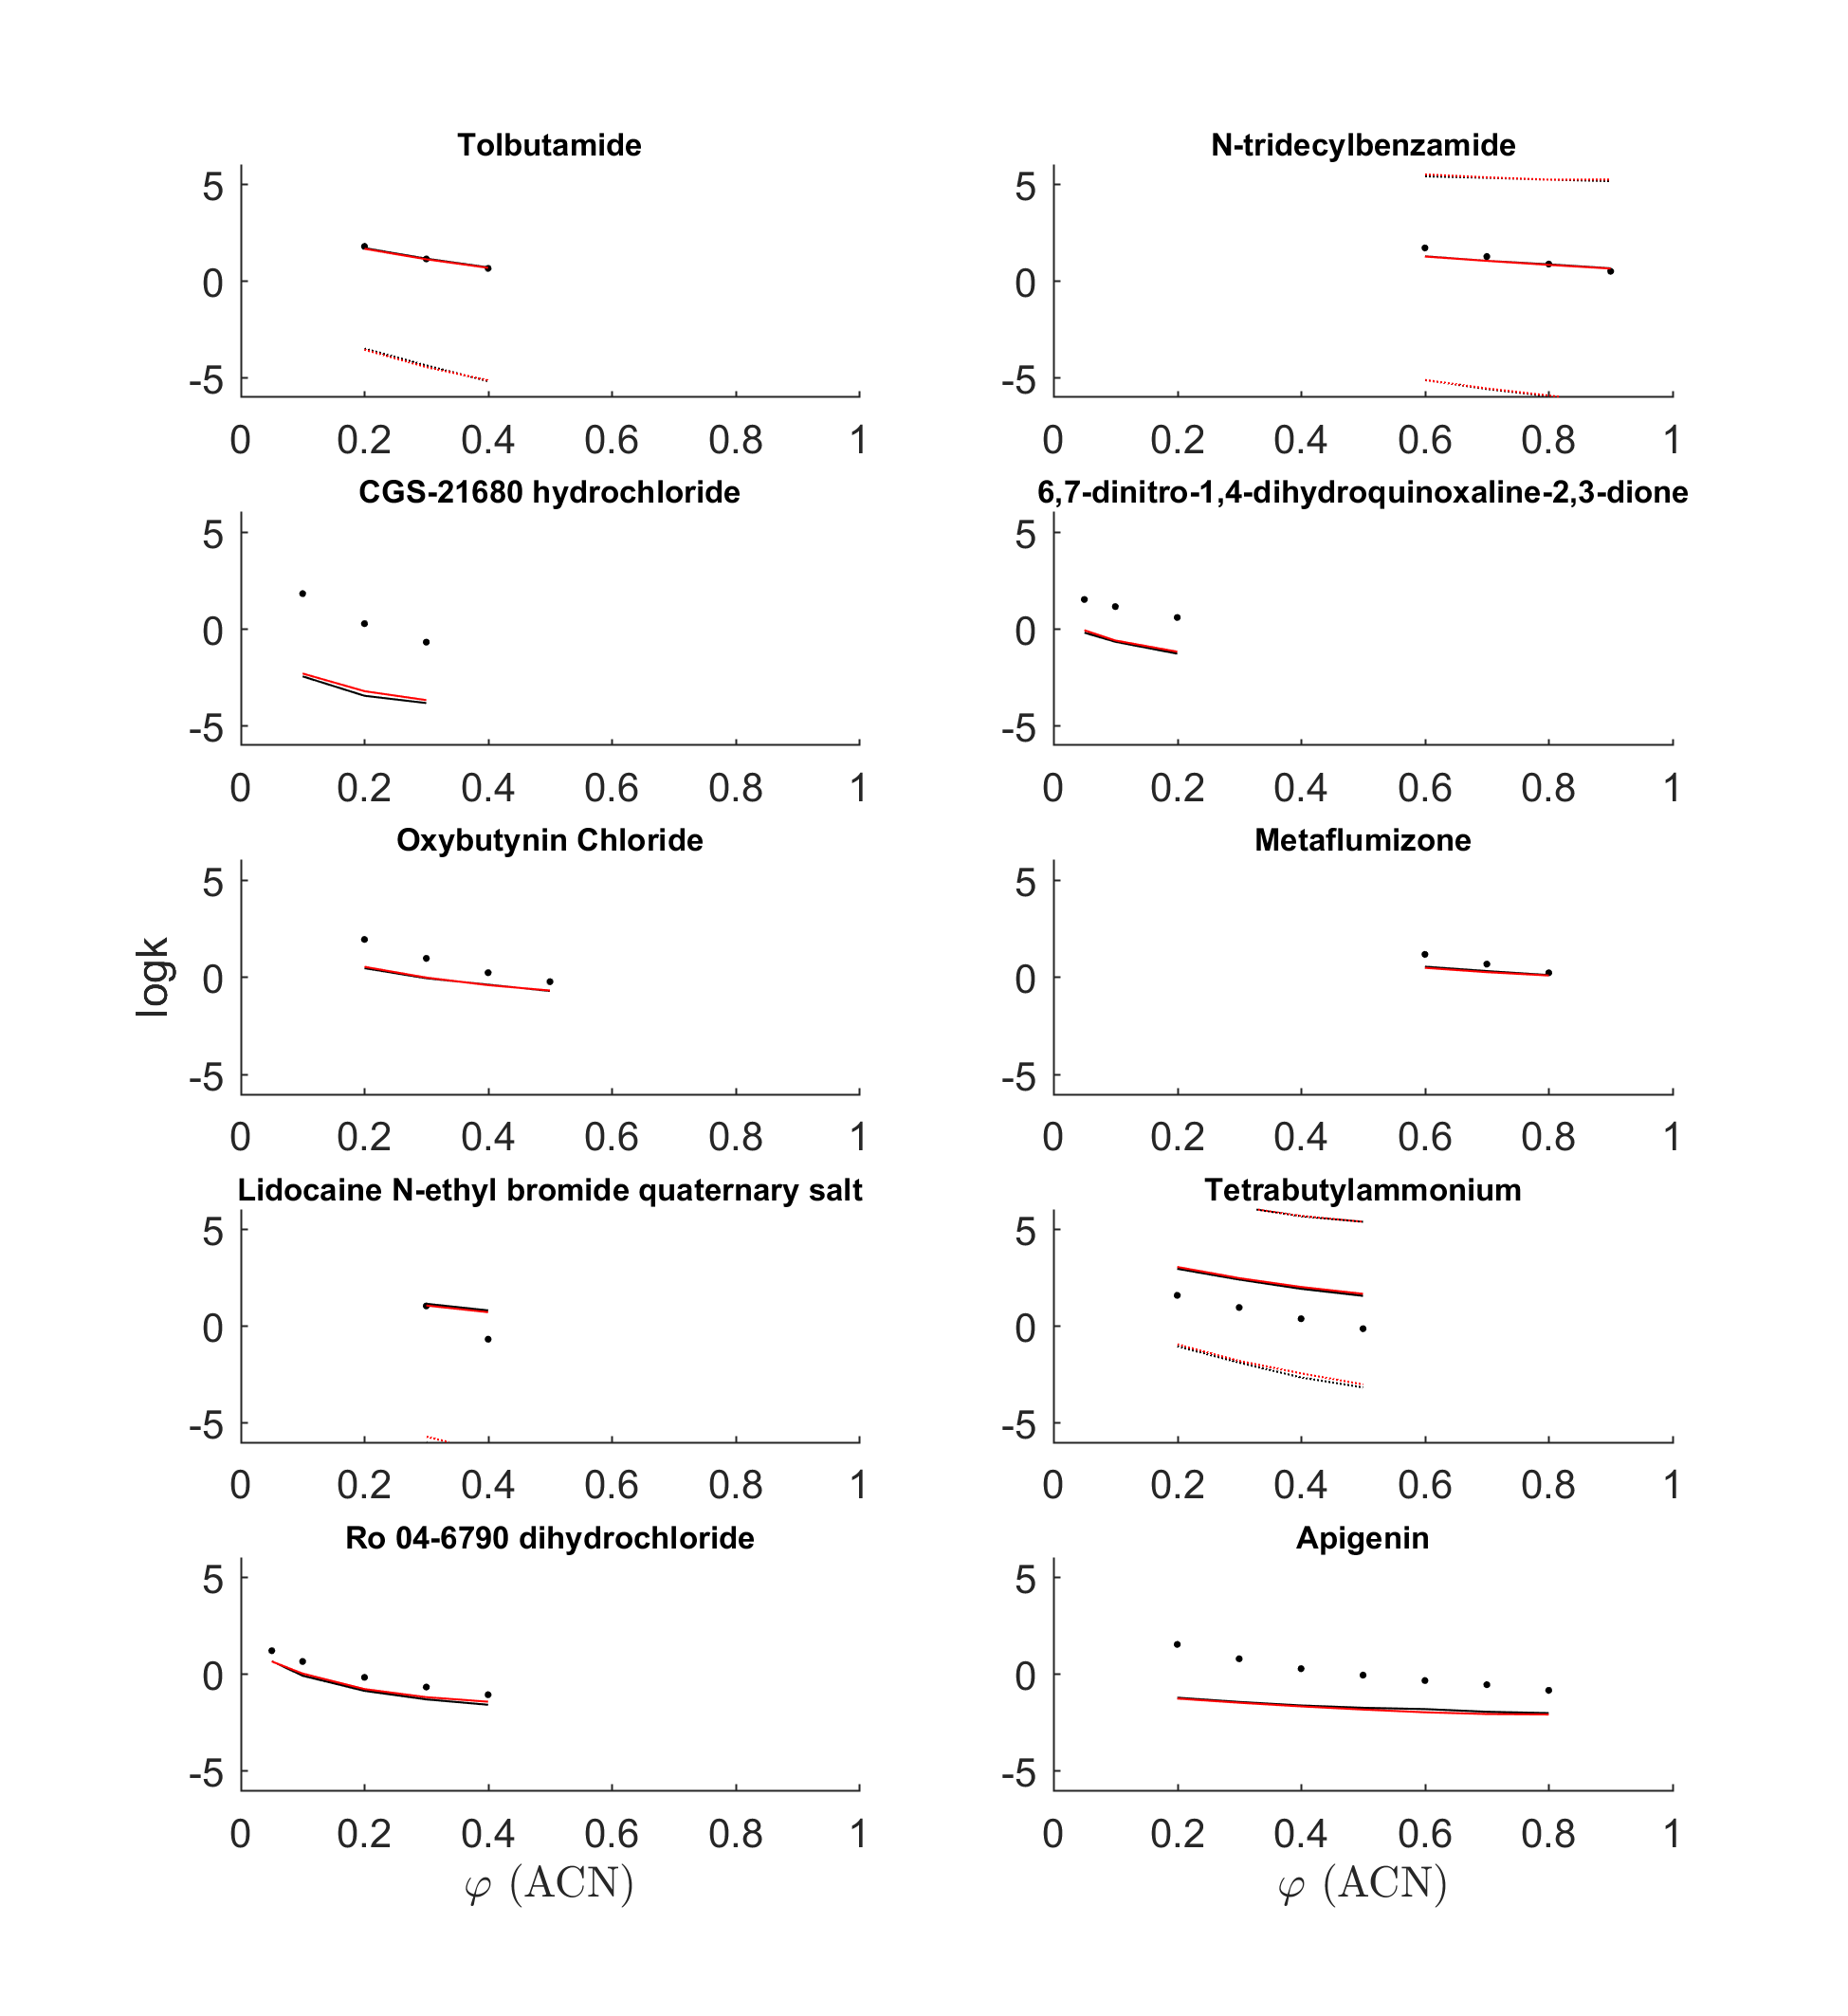 Tolbutamide
N-tridecylbenzamide
5
0
-5
0 0.2 0.4 0.6 0.8 1
5
0
-5
0 0.2 0.4 0.6 0.8 1
CGS-21680 hydrochloride
6,7-dinitro-1,4-dihydroquinoxaline-2,3-dione
5
0
-5
0 0.2 0.4 0.6 0.8 1
5
0
-5
0 0.2 0.4 0.6 0.8 1
Oxybutynin Chloride
Metaflumizone
logk
5
0
-5
0 0.2 0.4 0.6 0.8 1
5
0
-5
0 0.2 0.4 0.6 0.8 1
Lidocaine N-ethyl bromide quaternary salt
Tetrabutylammonium
5
0
-5
0 0.2 0.4 0.6 0.8 1
5
0
-5
0 0.2 0.4 0.6 0.8 1
Ro 04-6790 dihydrochloride
Apigenin
5
0
-5
0 0.2 0.4 0.6 0.8 1
φ (ACN)
5
0
-5
0 0.2 0.4 0.6 0.8 1
φ (ACN)